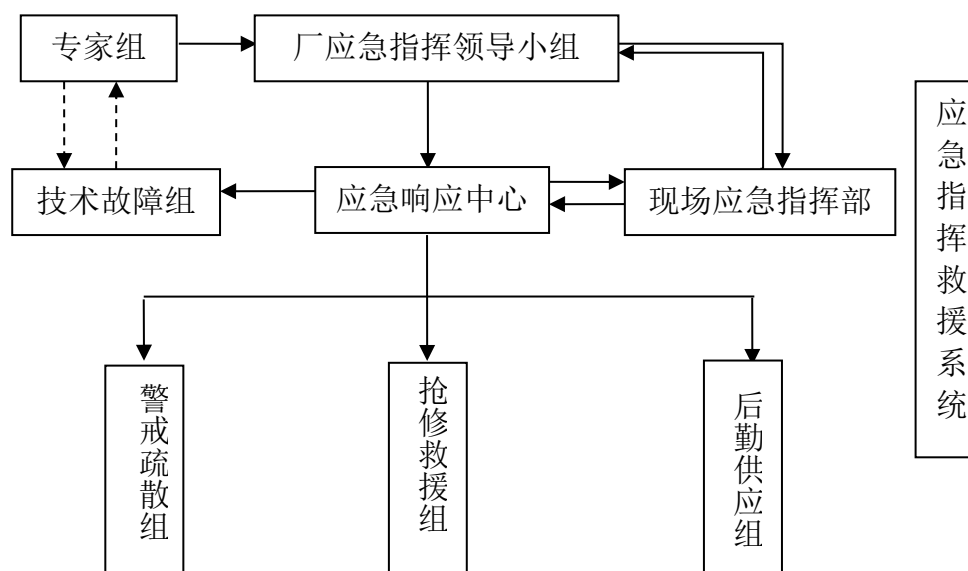 专家组
厂应急指挥领导小组
技术故障组
应急响应中心
现场应急指挥部
应急指挥救援系统
警戒疏散组
抢修救援组
后勤供应组